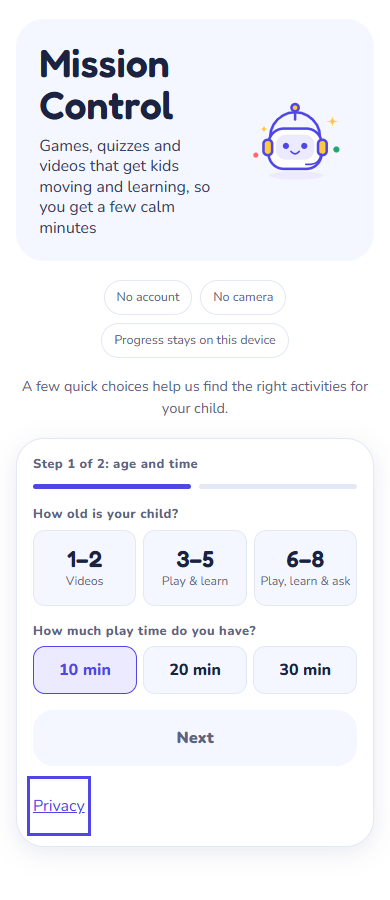 Mission
Control
Games, quizzes and
videos that get kids
moving and learning, so
you get a few calm
minutes
No account
No camera
Progress stays on this device
A few quick choices help us find the right activities for
your child.
Step 1 of 2: age and time
How old is your child?
1–2
Videos
3–5
Play & learn
6–8
Play, learn & ask
How much play time do you have?
10 min
20 min
30 min
Next
Privacy